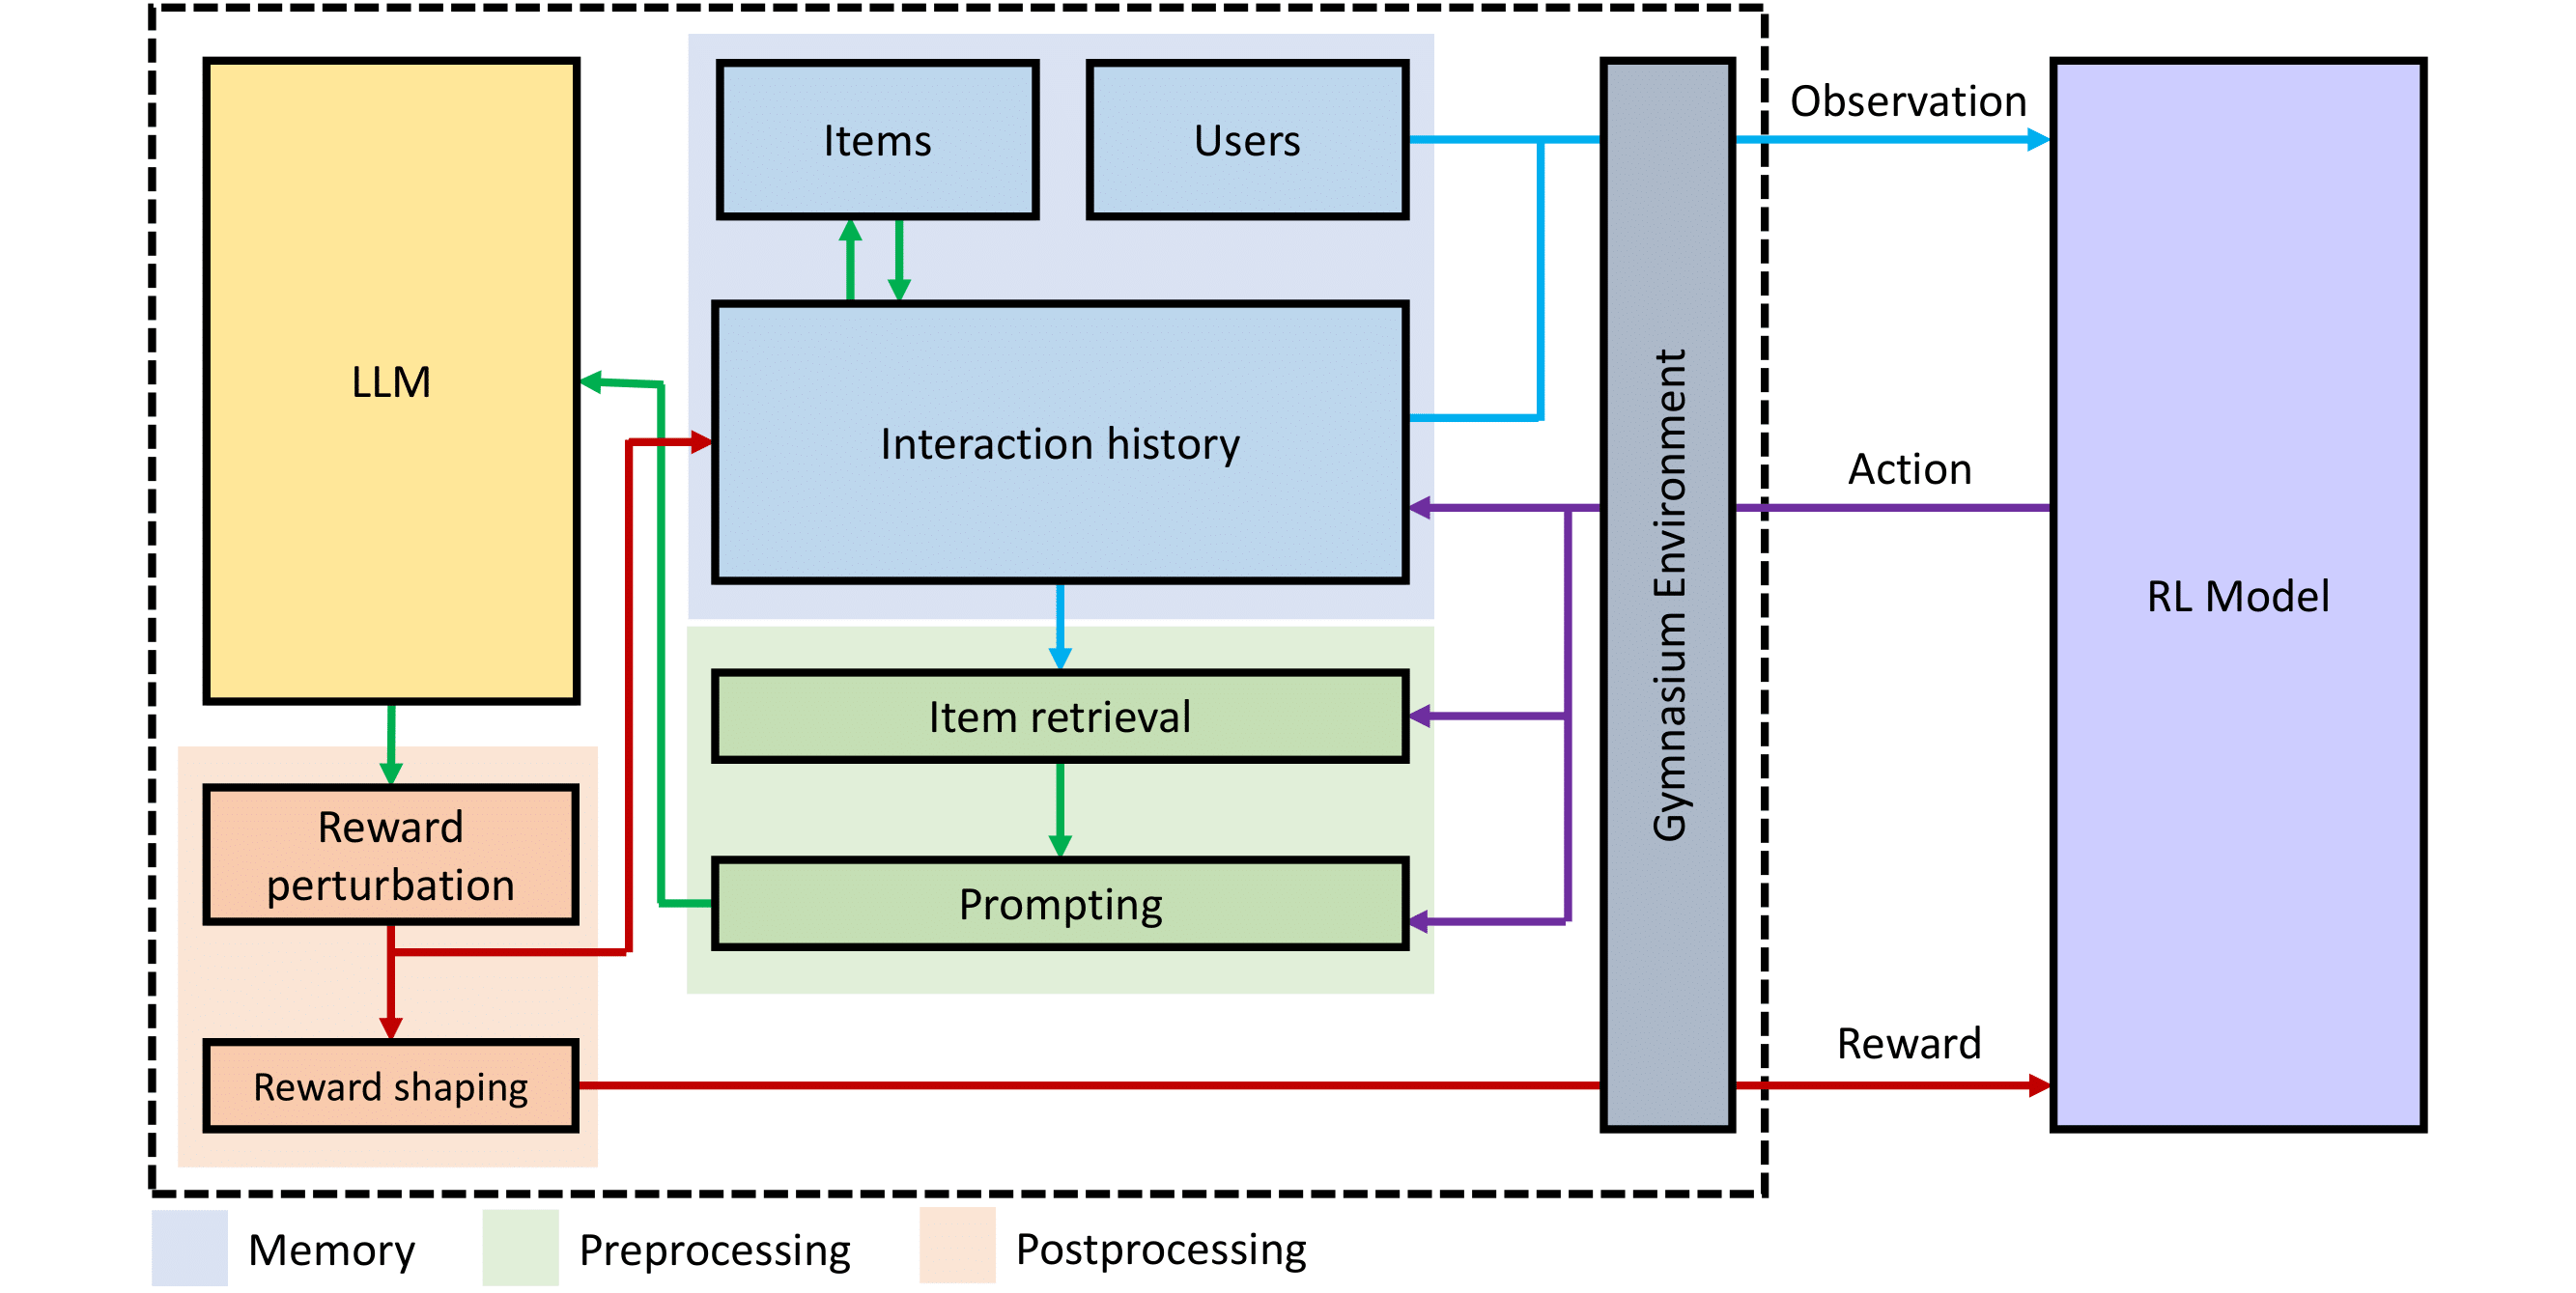 LLM
Items
Users
Interaction history
Item retrieval
Prompting
Reward
perturbation
Reward shaping
Gymnasium Environment
Observation
Action
Reward
RL Model
Memory
Preprocessing
Postprocessing